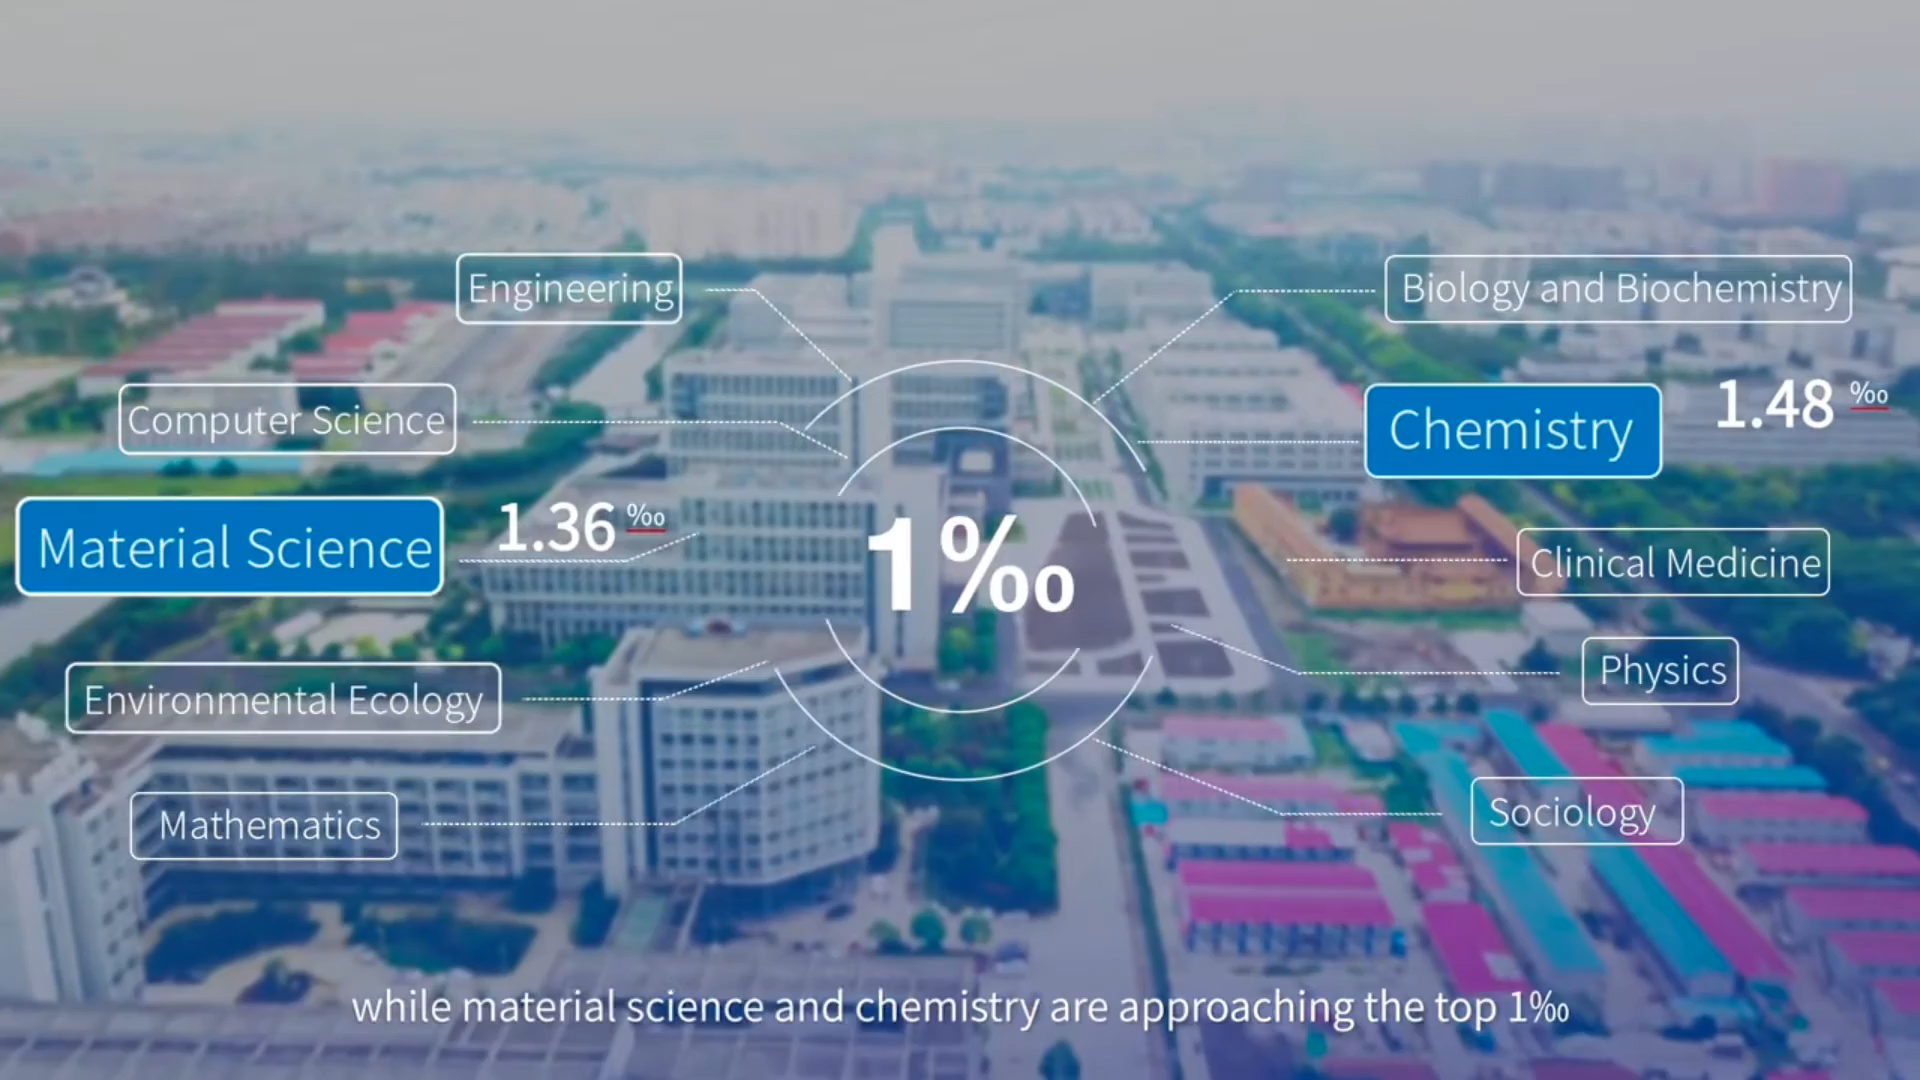 Engineering
Biology and Biochemistry
Computer Science
Chemistry
1.48 ‰
Material Science
1.36 ‰
1‰
Clinical Medicine
Environmental Ecology
Physics
Mathematics
Sociology
while material science and chemistry are approaching the top 1‰